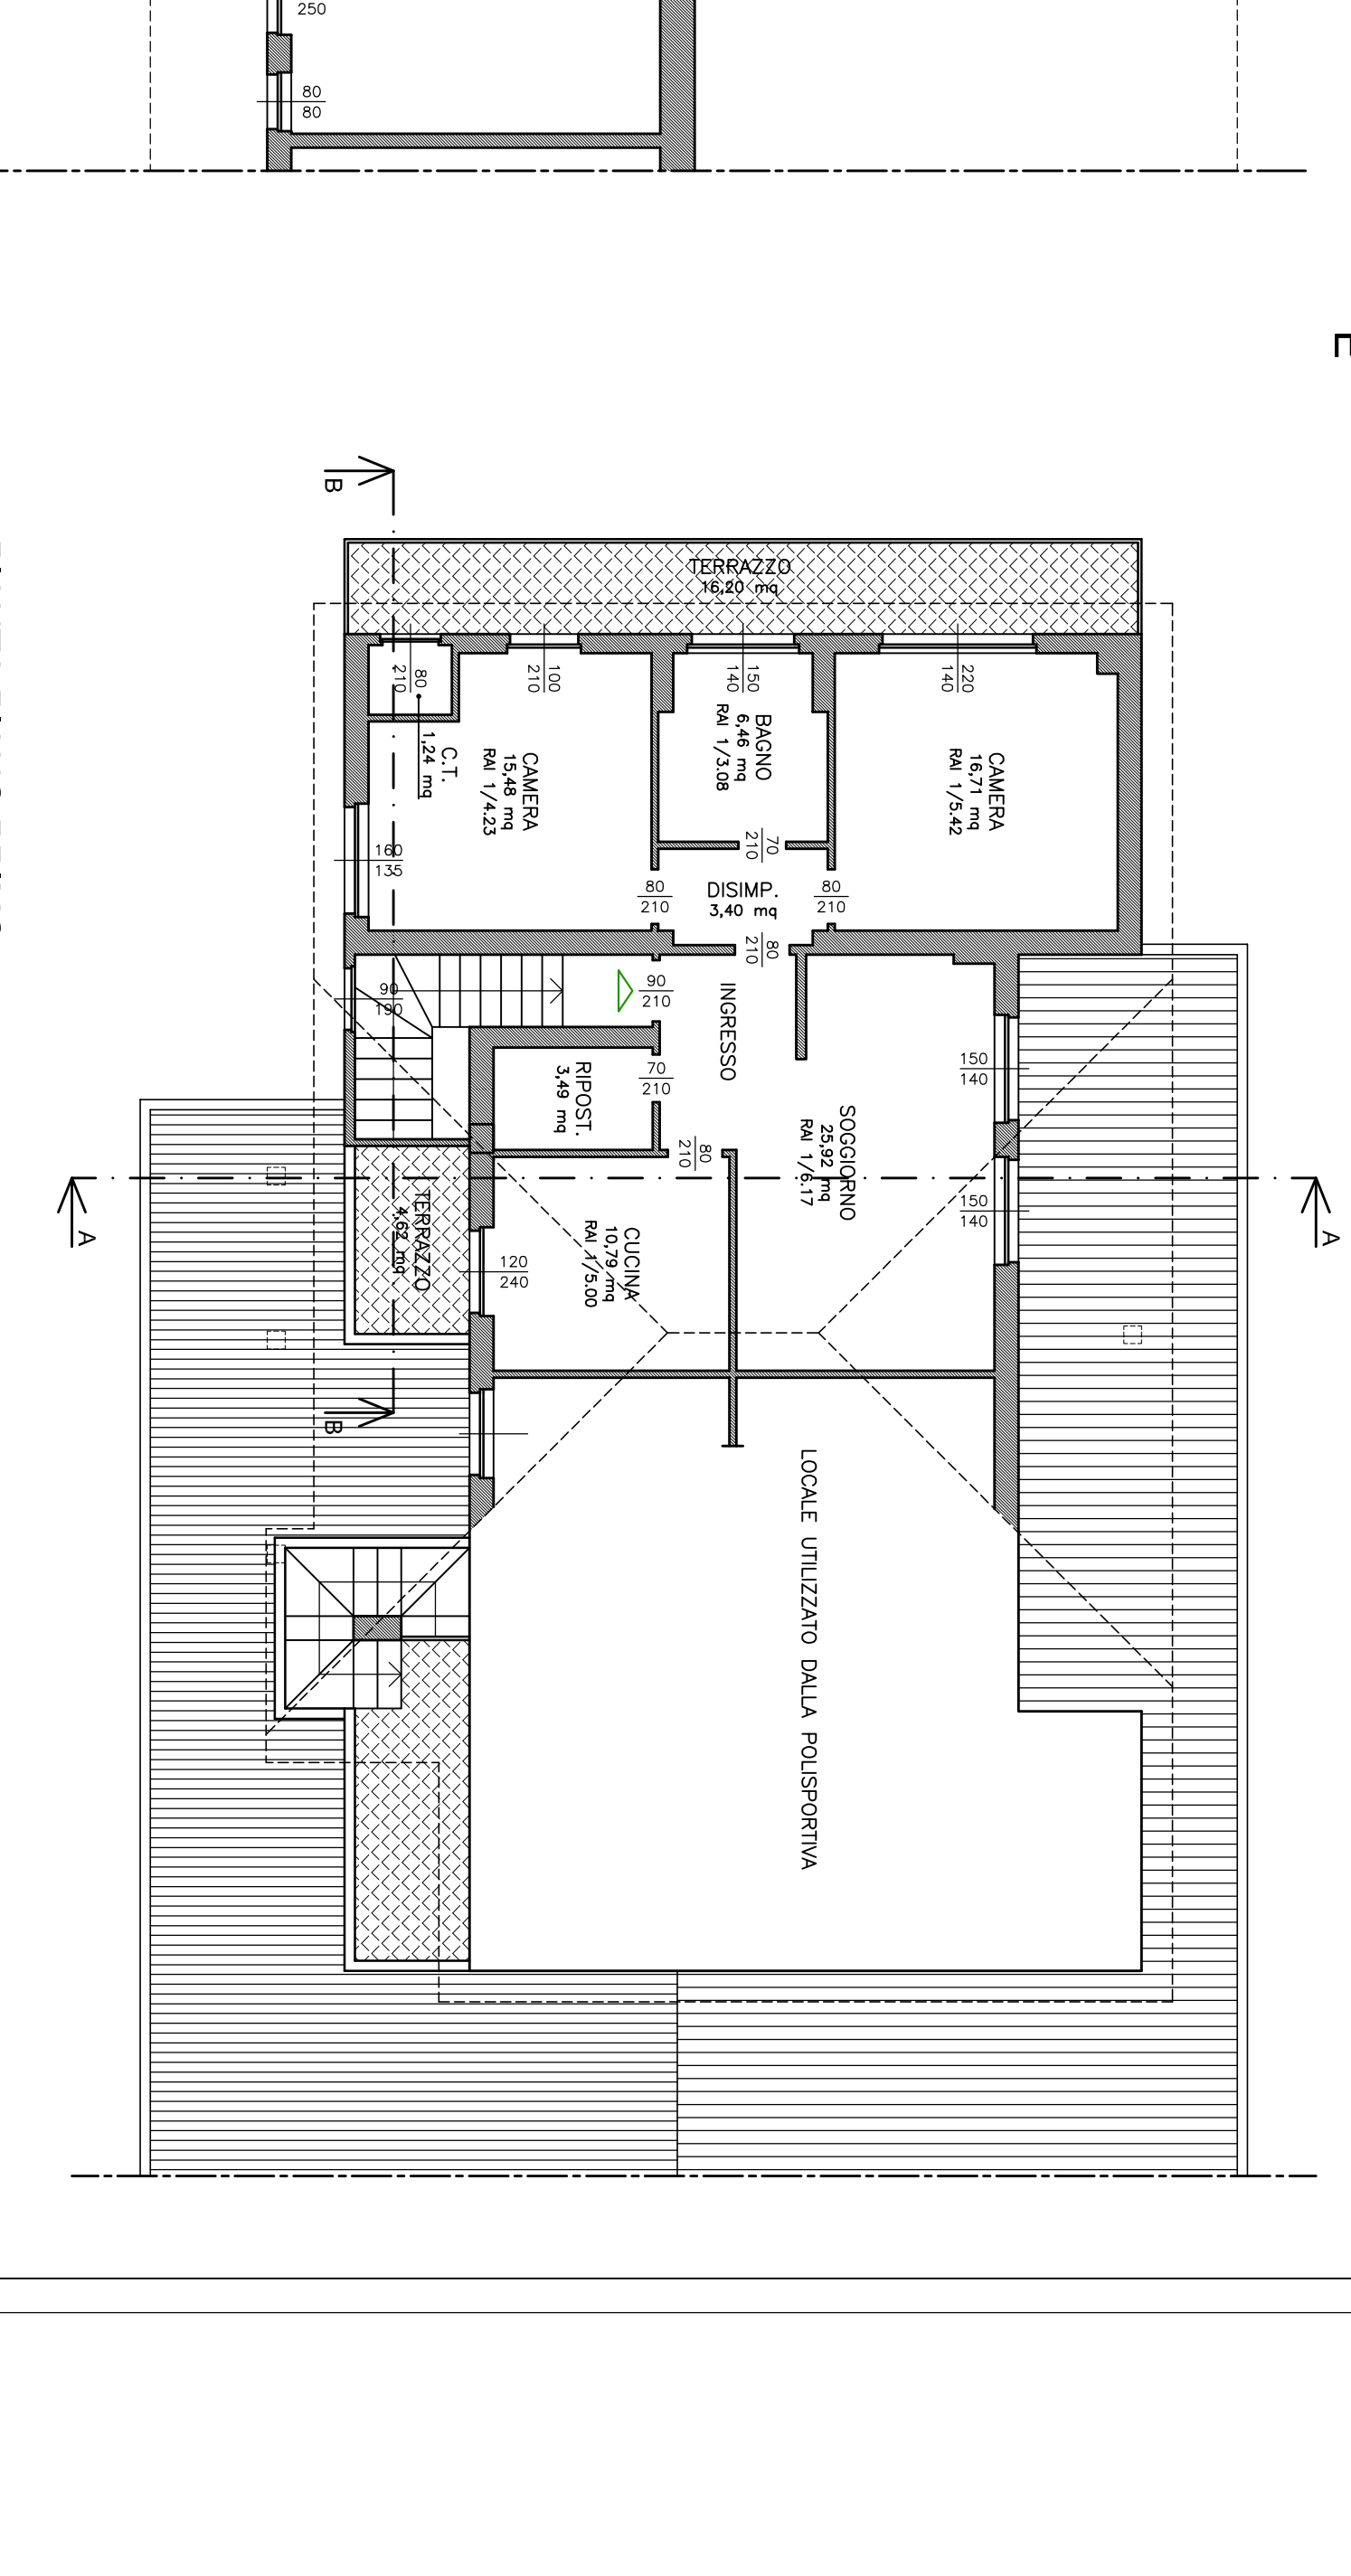 250
80
80
B
TERRAZZO
16,20 mq
80
210
100
210
150
140
220
140
C.T.
1,24 mq
CAMERA
15,48 mq
RAI 1/4.23
BAGNO
6,46 mq
RAI 1/3.08
CAMERA
16,71 mq
RAI 1/5.42
160
135
70
210
80
210
DISIMP.
3,40 mq
80
210
80
210
90
190
90
210
INGRESSO
150
140
RIPOST.
3,49 mq
70
210
80
210
SOGGIORNO
25,92 mq
RAI 1/6.17
A
A
TERRAZZO
4,62 mq
150
140
120
240
CUCINA
10,79 mq
RAI 1/5.00
B
LOCALE UTILIZZATO DALLA POLISPORTIVA